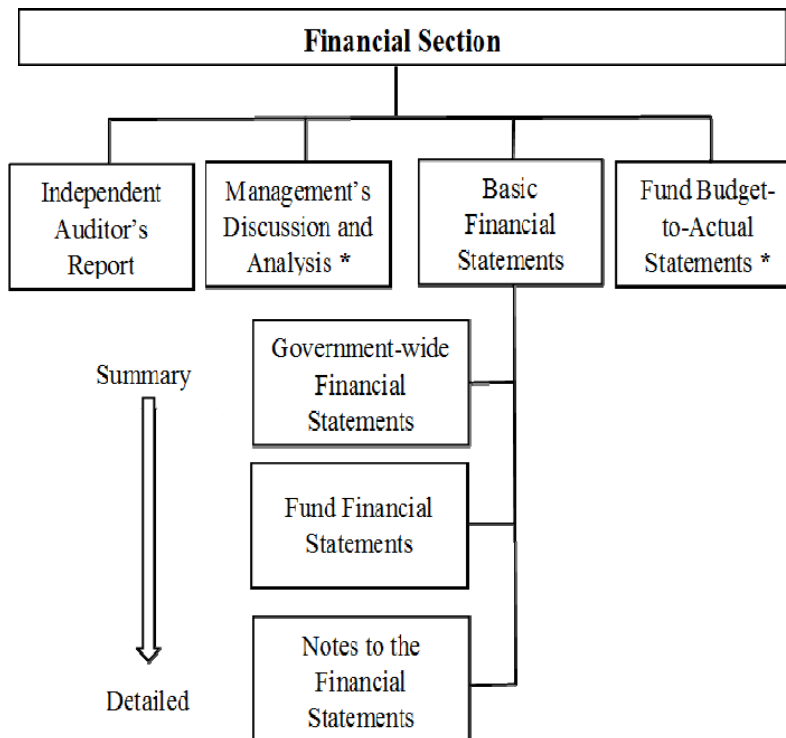 Financial Section
Independent
Auditor's
Report
Management's
Discussion and
Analysis *
Basic
Financial
Statements
Fund Budget-
to-Actual
Statements *
Summary
Detailed
Government-wide
Financial
Statements
Fund Financial
Statements
Notes to the
Financial
Statements